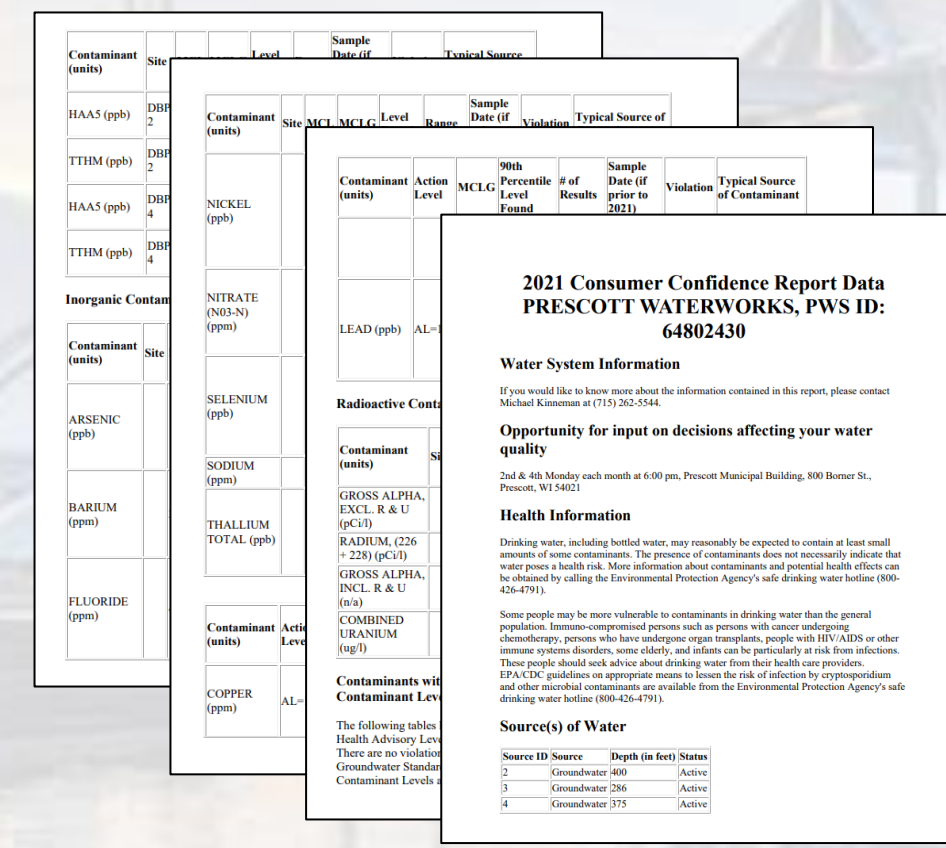 Contaminant
(units)
Site
Level
Sample
Date (if
Typical Source
HAA5 (ppb)
DBP
2
TTHM (ppb)
DBP
2
HAA5 (ppb)
DBP
4
TTHM (ppb)
DBP
4
Inorganic Contam
Contaminant
(units)
Site
ARSENIC
(ppb)
BARIUM
(ppm)
FLUORIDE
(ppm)
Contaminant
(units)
Site MCL MCLG
Level
Range
Sample
Date (if
Violation
Typical Source of
NICKEL
(ppb)
NITRATE
(N03-N)
(ppm)
SELENIUM
(ppb)
SODIUM
(ppm)
THALLIUM
TOTAL (ppb)
Contaminant
(units)
Actio
Leve
COPPER
(ppm)
AL=
Contaminant
(units)
Action
Level
MCLG
90th
Percentile
Level
Found
# of
Results
Sample
Date (if
prior to
2021)
Violation
Typical Source
of Contaminant
LEAD (ppb)
AL=1
Radioactive Conta
Contaminant
(units)
Si
GROSS ALPHA,
EXCL. R & U
(pCi/l)
RADIUM, (226
+ 228) (pCi/l)
GROSS ALPHA,
INCL. R & U
(n/a)
COMBINED
URANIUM
(ug/l)
Contaminants wit
Contaminant Leve
The following tables l
Health Advisory Leve
There are no violation
Groundwater Standar
Contaminant Levels a
2021 Consumer Confidence Report Data
PRESCOTT WATERWORKS, PWS ID:
64802430
Water System Information
If you would like to know more about the information contained in this report, please contact
Michael Kinneman at (715) 262-5544.
Opportunity for input on decisions affecting your water
quality
2nd & 4th Monday each month at 6:00 pm, Prescott Municipal Building, 800 Borner St.,
Prescott, WI 54021
Health Information
Drinking water, including bottled water, may reasonably be expected to contain at least small
amounts of some contaminants. The presence of contaminants does not necessarily indicate that
water poses a health risk. More information about contaminants and potential health effects can
be obtained by calling the Environmental Protection Agency's safe drinking water hotline (800-
426-4791).
Some people may be more vulnerable to contaminants in drinking water than the general
population. Immuno-compromised persons such as persons with cancer undergoing
chemotherapy, persons who have undergone organ transplants, people with HIV/AIDS or other
immune systems disorders, some elderly, and infants can be particularly at risk from infections.
These people should seek advice about drinking water from their health care providers.
EPA/CDC guidelines on appropriate means to lessen the risk of infection by cryptosporidium
and other microbial contaminants are available from the Environmental Protection Agency's safe
drinking water hotline (800-426-4791).
Source(s) of Water
Source ID Source Depth (in feet) Status
2 Groundwater 400 Active
3 Groundwater 286 Active
4 Groundwater 375 Active